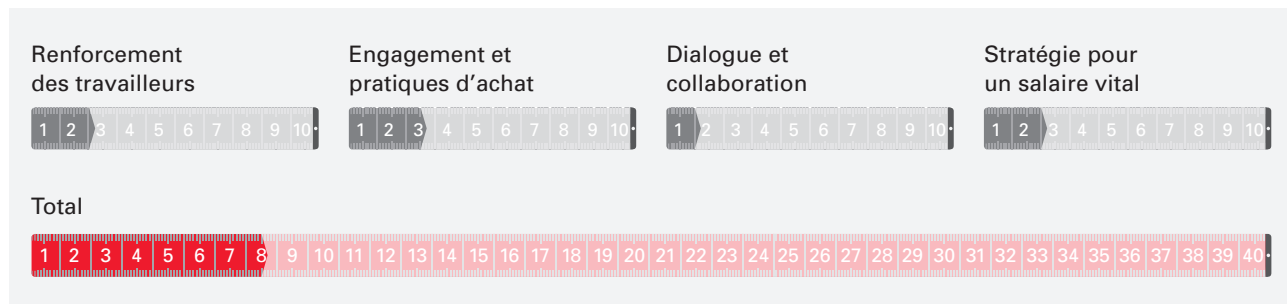 Renforcement
des travailleurs
Engagement et
pratiques d'achat
Dialogue et
collaboration
Stratégie pour
un salaire vital
1 2 3 4 5 6 7 8 9 10
1 2 3 4 5 6 7 8 9 10
1 2 3 4 5 6 7 8 9 10
1 2 3 4 5 6 7 8 9 10
Total
1 2 3 4 5 6 7 8 9 10 11 12 13 14 15 16 17 18 19 20 21 22 23 24 25 26 27 28 29 30 31 32 33 34 35 36 37 38 39 40